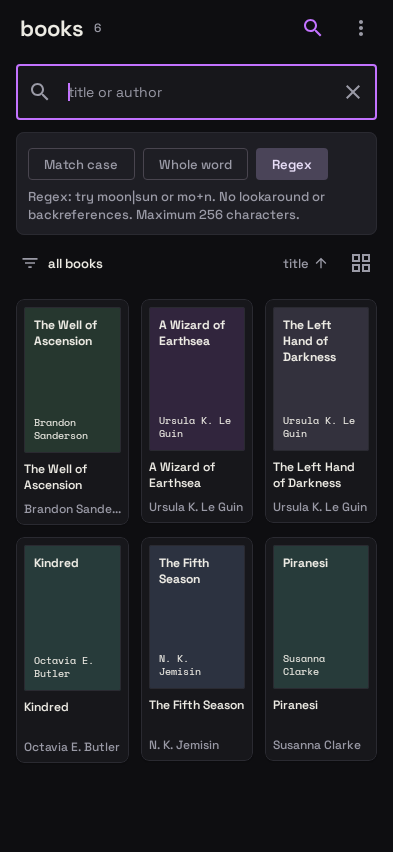 books 6
title or author
Match case Whole word Regex
Regex: try moon|sun or mo+n. No lookaround or
backreferences. Maximum 256 characters.
all books title ↑
The Well of
Ascension
Brandon
Sanderson
The Well of
Ascension
Brandon Sande...
A Wizard of
Earthsea
Ursula K. Le
Guin
A Wizard of
Earthsea
Ursula K. Le Guin
The Left
Hand of
Darkness
Ursula K. Le
Guin
The Left Hand
of Darkness
Ursula K. Le Guin
Kindred
Octavia E.
Butler
Kindred
Octavia E. Butler
The Fifth
Season
N. K.
Jemisin
The Fifth Season
N. K. Jemisin
Piranesi
Susanna
Clarke
Piranesi
Susanna Clarke